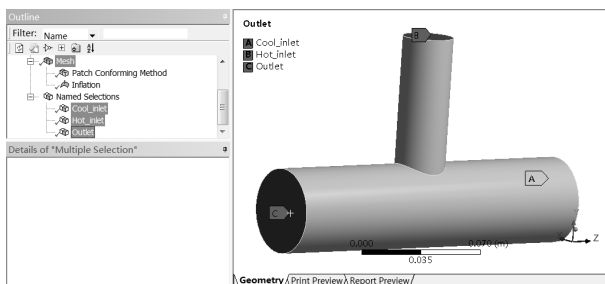 Outline
Filter: Name
Mesh
Patch Conforming Method
Inflation
Named Selections
Cool_inlet
Hot_inlet
Outlet
Details of "Multiple Selection"
Outlet
A Cool_inlet
B Hot_inlet
C Outlet
B
A
C
Z
0.000
0.070 (m)
0.035
Geometry Print Preview Report Preview